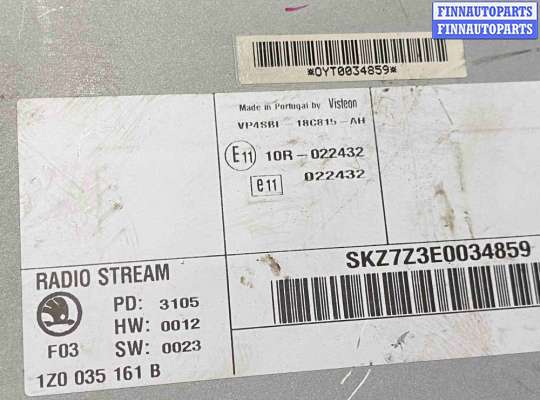 FINNAUTOPARTS
FINNAUTOPARTS
*OYT0034859*
Made in Portugal by Visteon
VP4SBF 18C815-AH
E11 10R-022432
e11 022432
SKZ7Z3E0034859
RADIO STREAM
PD: 3105
HW: 0012
F03 SW: 0023
1Z0 035 161 B